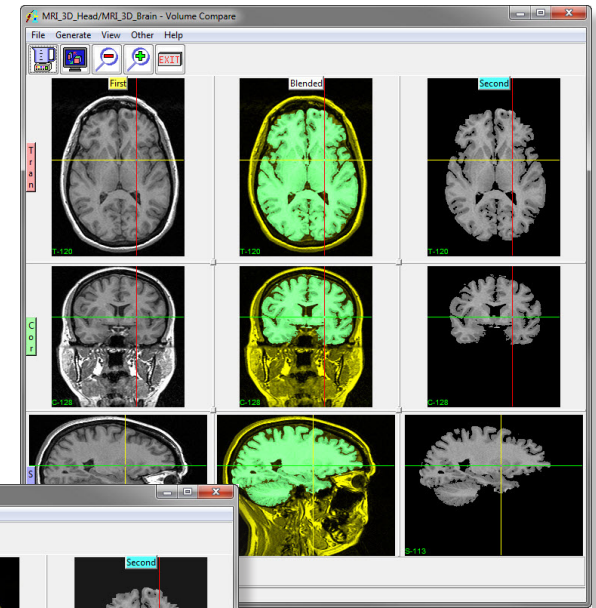 MRI_3D_Head/MRI_3D_Brain - Volume Compare
File Generate View Other Help
EXIT
First Blended Second
Tran
T-120 T-120 T-120
Cor
C-128 C-128 C-128
S
S-113
Second